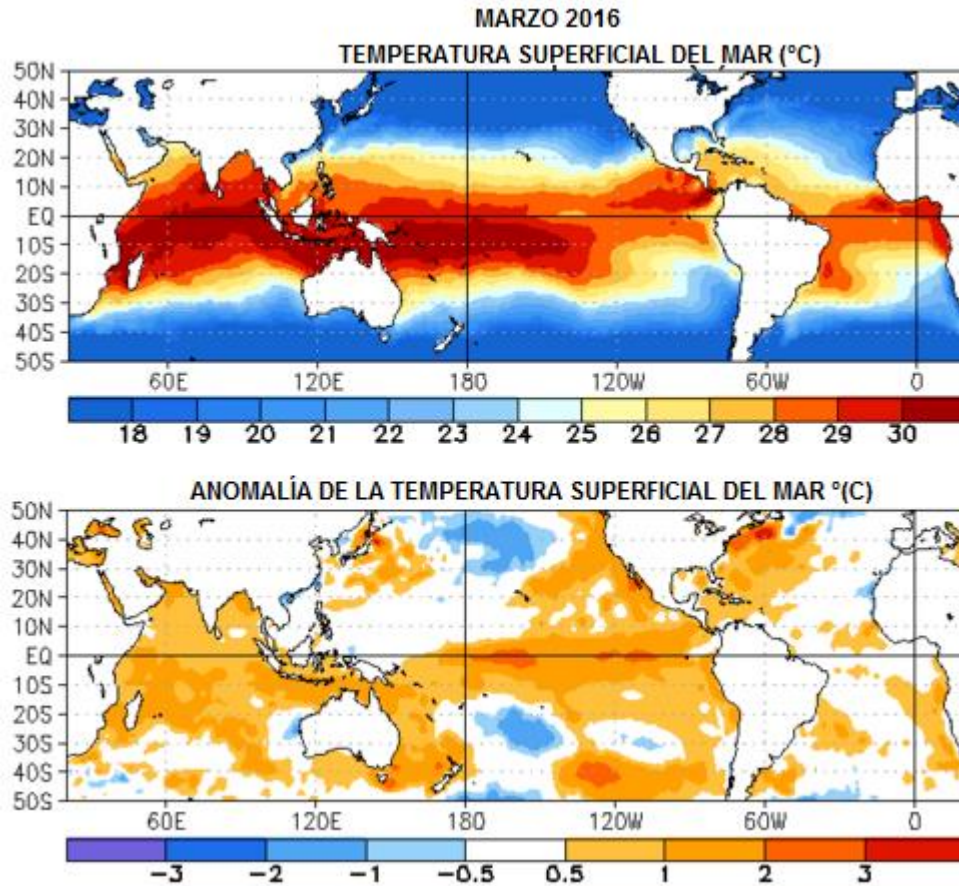 MARZO 2016
TEMPERATURA SUPERFICIAL DEL MAR (ºC)
50N
40N
30N
20N
10N
EQ
10S
20S
30S
40S
50S
60E 120E 180 120W 60W 0
18 19 20 21 22 23 24 25 26 27 28 29 30
ANOMALÍA DE LA TEMPERATURA SUPERFICIAL DEL MAR °(C)
50N
40N
30N
20N
10N
EQ
10S
20S
30S
40S
50S
60E 120E 180 120W 60W 0
-3 -2 -1 -0.5 0.5 1 2 3